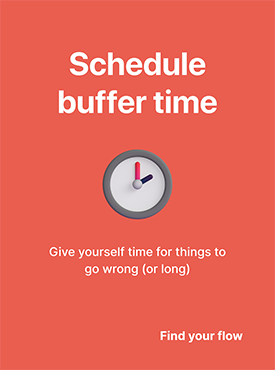 Schedule
buffer time
Give yourself time for things to
go wrong (or long)
Find your flow